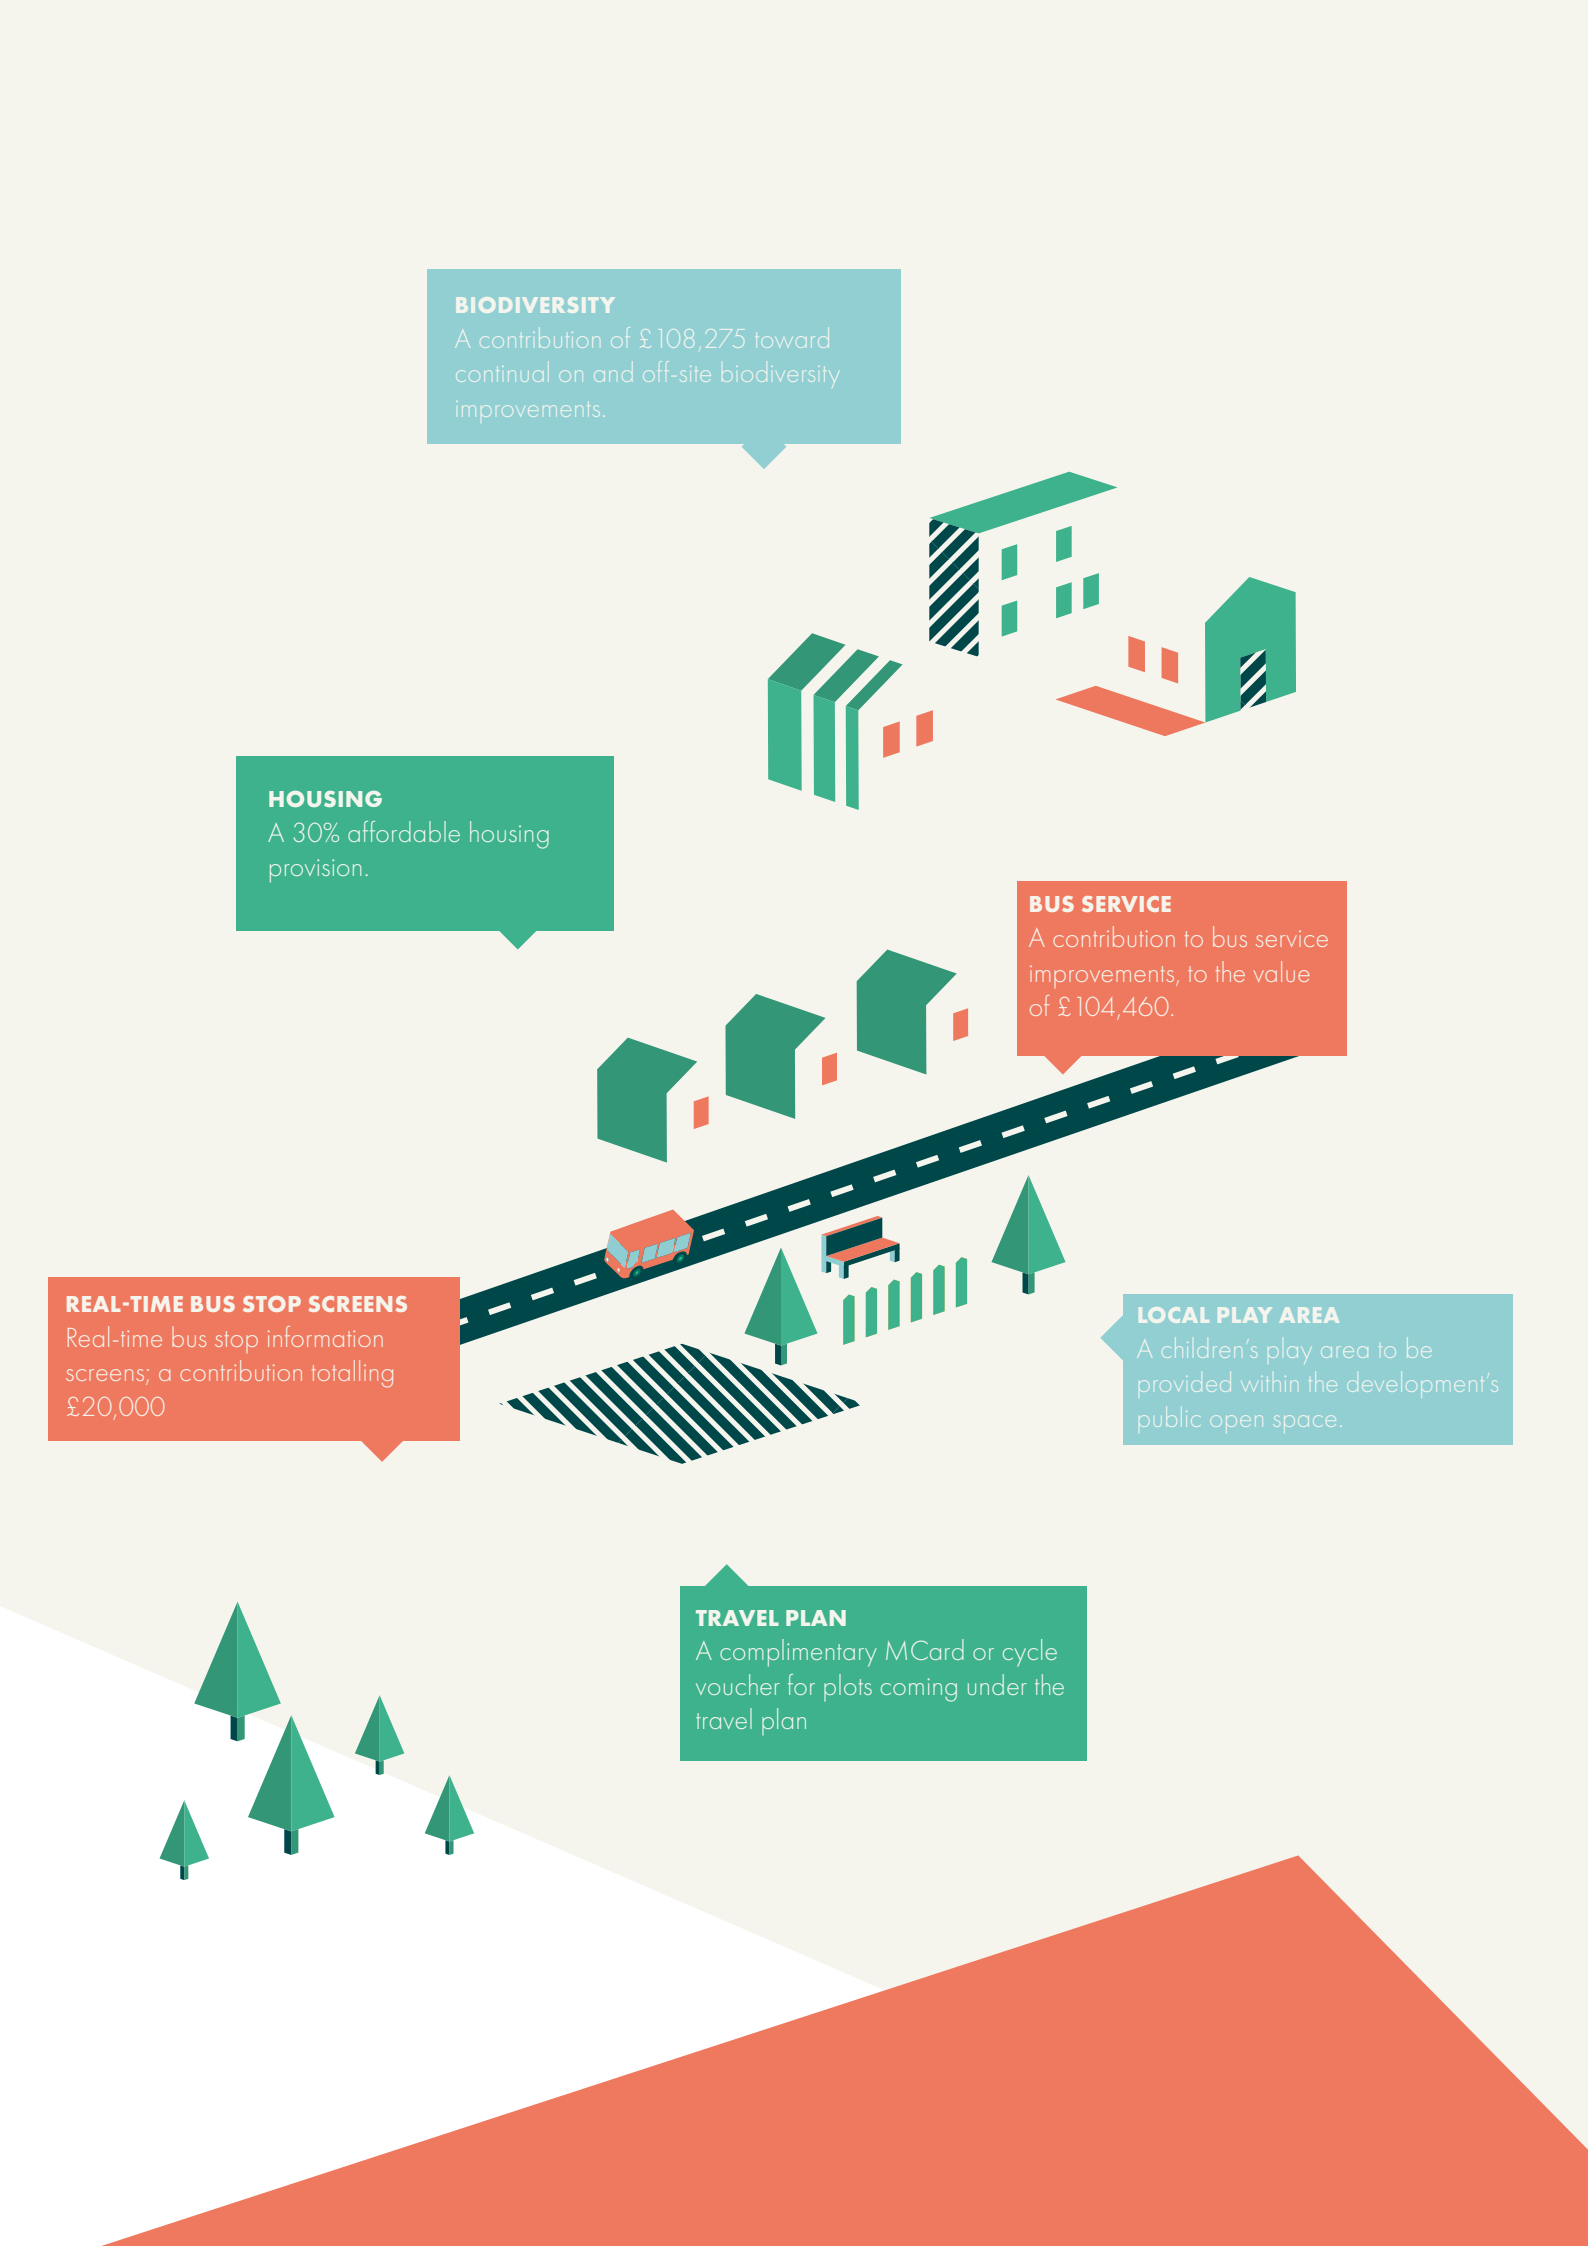 BIODIVERSITY
A contribution of £108,275 toward
continual on and off-site biodiversity
improvements.
HOUSING
A 30% affordable housing
provision.
BUS SERVICE
A contribution to bus service
improvements, to the value
of £104,460.
REAL-TIME BUS STOP SCREENS
Real-time bus stop information
screens; a contribution totalling
£20,000
LOCAL PLAY AREA
A children’s play area to be
provided within the development’s
public open space.
TRAVEL PLAN
A complimentary MCard or cycle
voucher for plots coming under the
travel plan